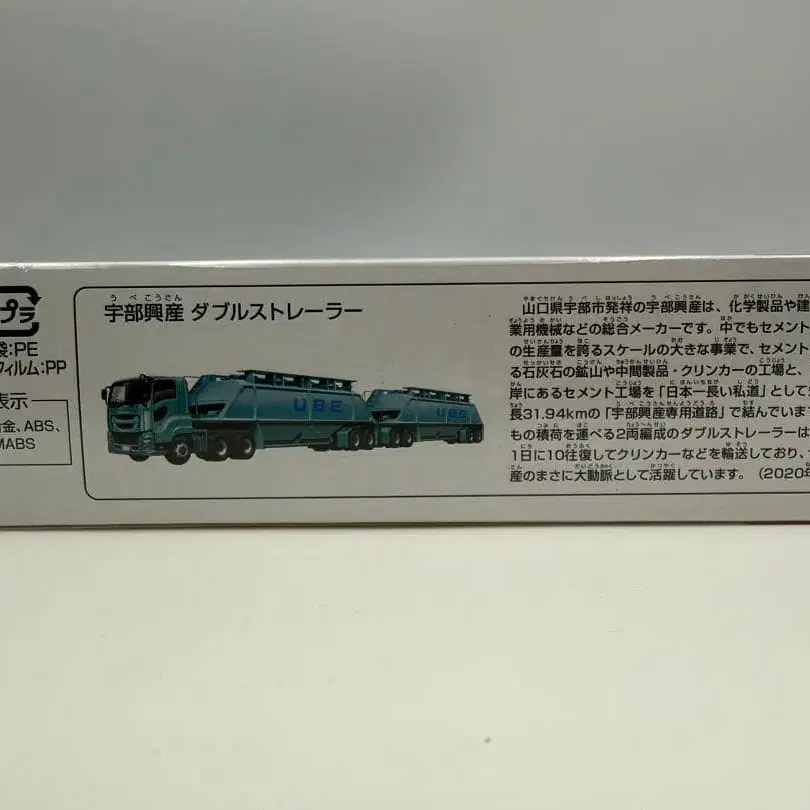 プラ
袋:PE
フィルム:PP
表示
合金、ABS、
MABS
うべこうさん
宇部興産 ダブルストレーラー
UBE
UBE
山口県宇部市発祥の宇部興産は、化学製品や建
業用機械などの総合メーカーです。中でもセメント
の生産量を誇るスケールの大きな事業で、セメント
る石灰石の鉱山や中間製品・クリンカーの工場と、
岸にあるセメント工場を「日本一長い私道」として
長31.94kmの「宇部興産専用道路」で結んでいます
もの積荷を運べる2両編成のダブルストレーラーは
1日に10往復してクリンカーなどを輸送しており、
産のまさに大動脈として活躍しています。(2020年